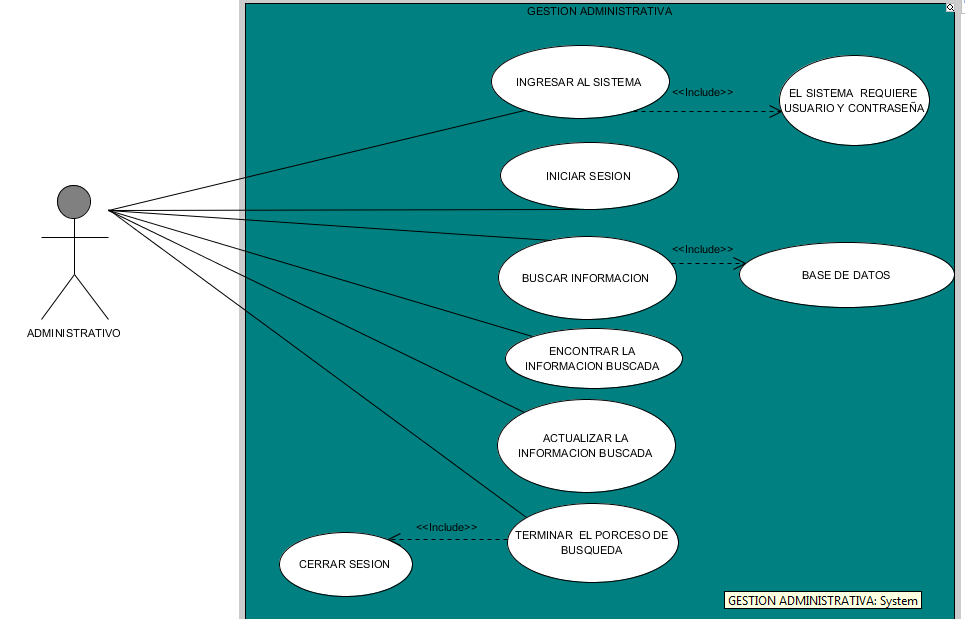 GESTION ADMINISTRATIVA
INGRESAR AL SISTEMA
<<Include>>
EL SISTEMA REQUIERE
USUARIO Y CONTRASEÑA
INICIAR SESION
BUSCAR INFORMACION
<<Include>>
BASE DE DATOS
ADMINISTRATIVO
ENCONTRAR LA
INFORMACION BUSCADA
ACTUALIZAR LA
INFORMACION BUSCADA
TERMINAR EL PORCESO DE
BUSQUEDA
<<Include>>
CERRAR SESION
GESTION ADMINISTRATIVA: System